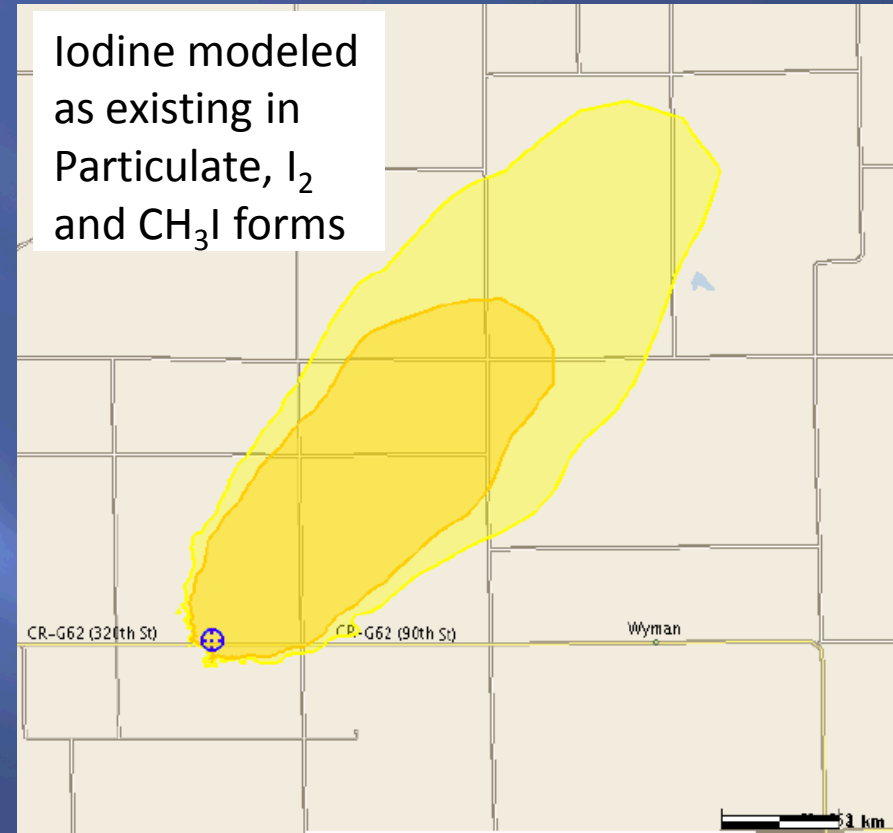 Iodine modeled
as existing in
Particulate, I₂
and CH₃I forms
CR-G62 (320th St)
CR-G62 (90th St)
Wyman
km